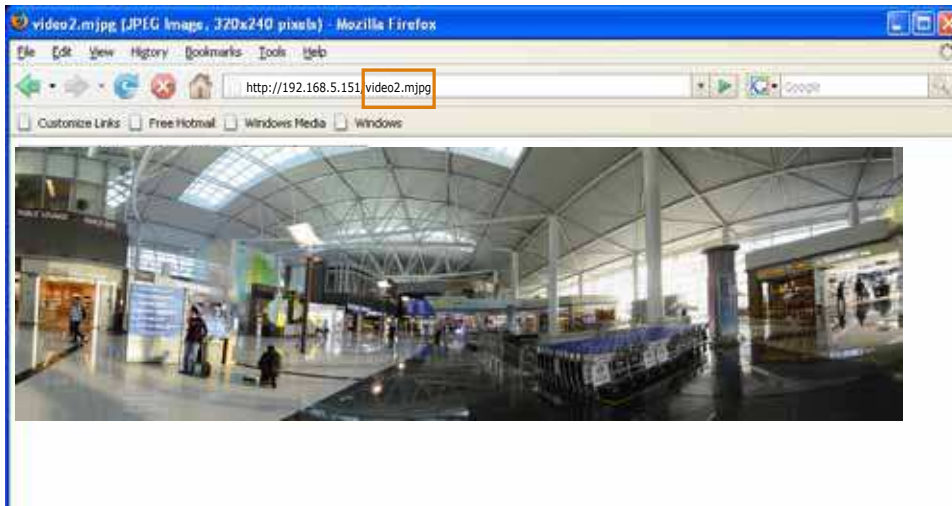 video2.mjpg (JPEG Image, 320x240 pixels) - Mozilla Firefox
File Edit View History Bookmarks Tools Help
http://192.168.5.151/video2.mjpg
Google
Customize Links Free Hotmail Windows Media Windows